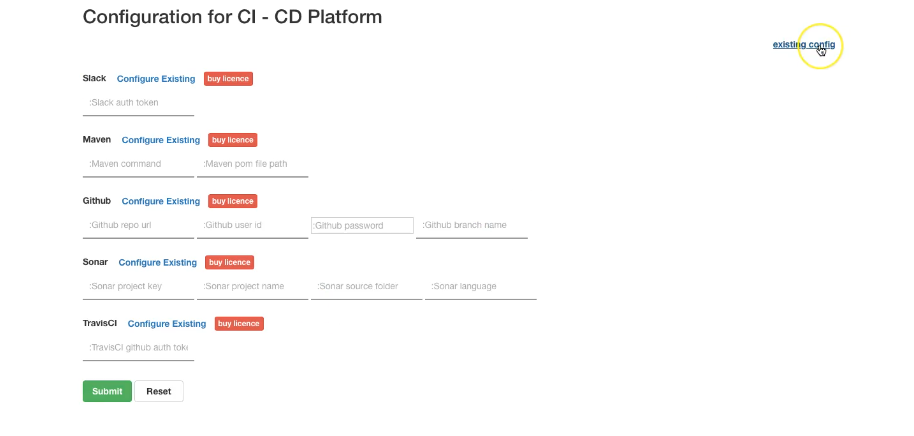 Configuration for CI - CD Platform
existing config
Slack Configure Existing buy licence
:Slack auth token
Maven Configure Existing buy licence
:Maven command :Maven pom file path
Github Configure Existing buy licence
:Github repo url :Github user id :Github password :Github branch name
Sonar Configure Existing buy licence
:Sonar project key :Sonar project name :Sonar source folder :Sonar language
TravisCI Configure Existing buy licence
:TravisCI github auth toke
Submit Reset